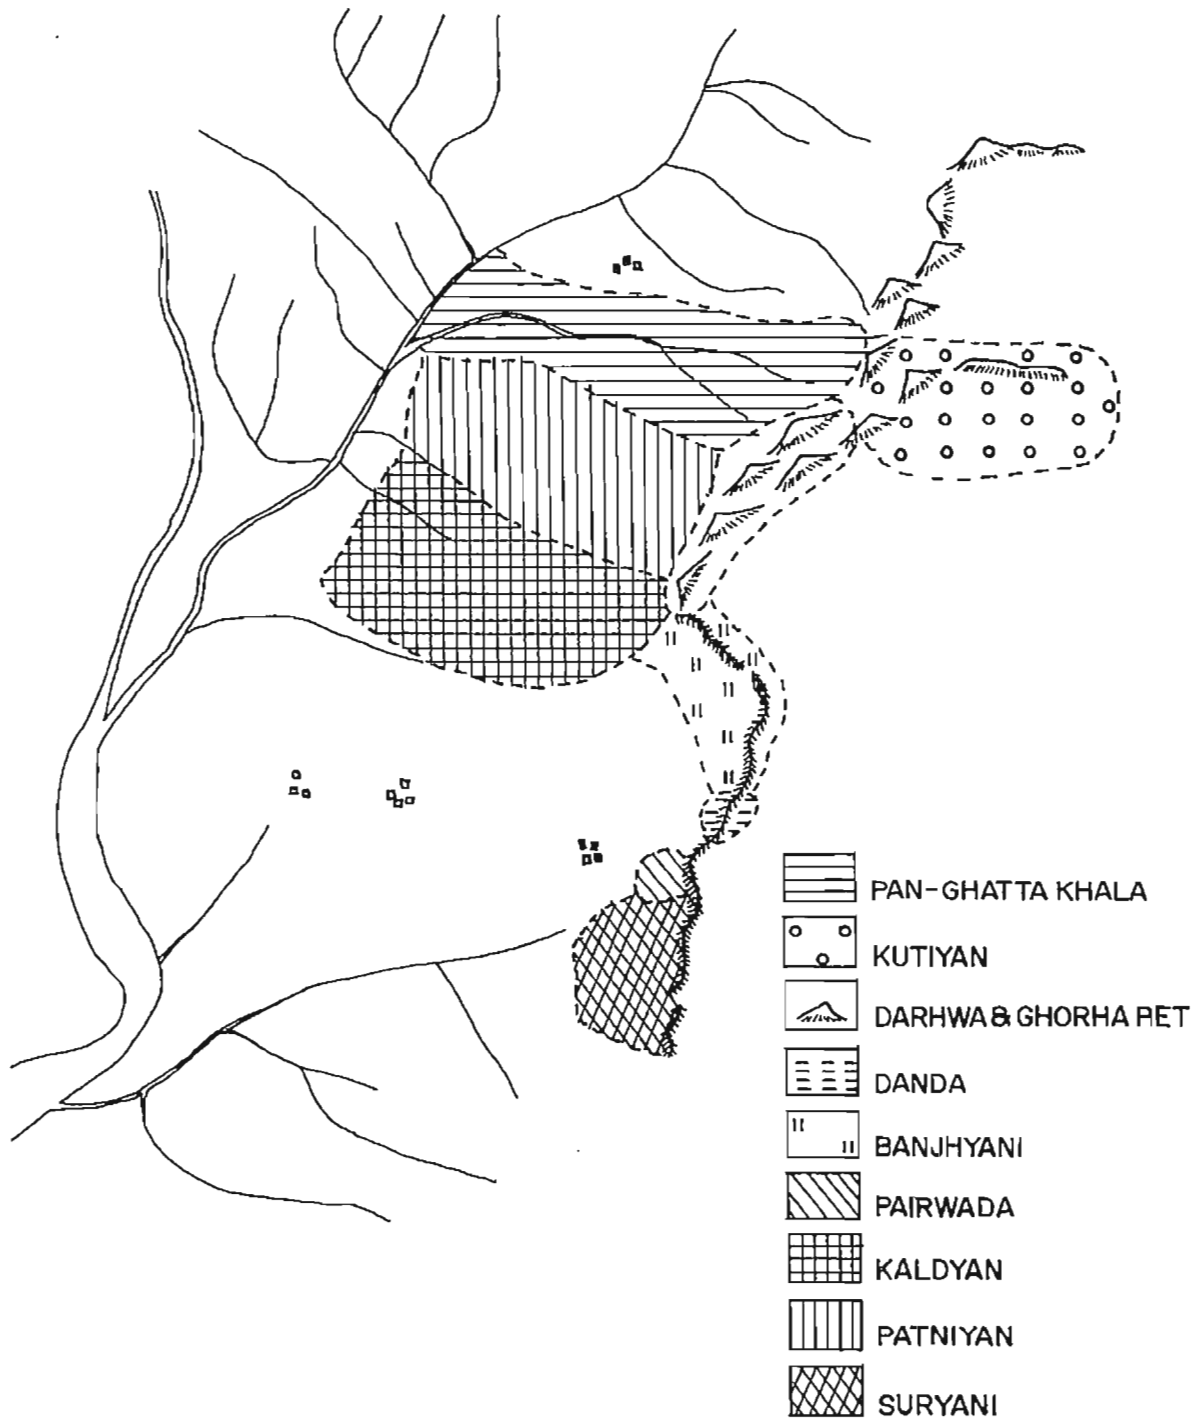 PAN-GHATTA KHALA
KUTIYAN
DARHWA & GHORHA RET
DANDA
BANJHYANI
PAIRWADA
KALDYAN
PATNIYAN
SURYANI